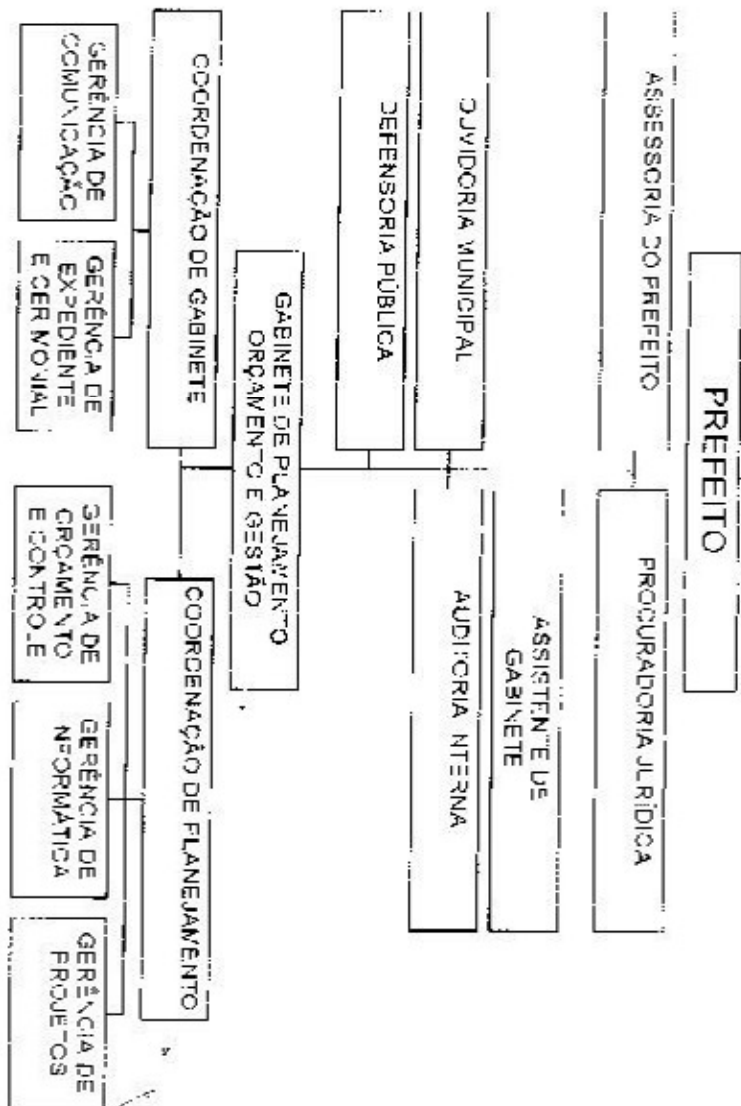 PREFEITO
ASSESSORIA DO PREFEITO
PROCURADORIA JURÍDICA
ASSISTENTE DE
GABINETE
OUVIDORIA MUNICIPAL
AUDITORIA INTERNA
DEFENSORIA PÚBLICA
GABINETE DE PLANEJAMENTO
ORÇAMENTO E GESTÃO
COORDENAÇÃO DE GABINETE
COORDENAÇÃO DE PLANEJAMENTO
GERÊNCIA DE
COMUNICAÇÃO
GERÊNCIA DE
EXPEDIENTE
E CERIMONIAL
GERÊNCIA DE
ORÇAMENTO
E CONTROLE
GERÊNCIA DE
INFORMÁTICA
GERÊNCIA DE
PROJETOS